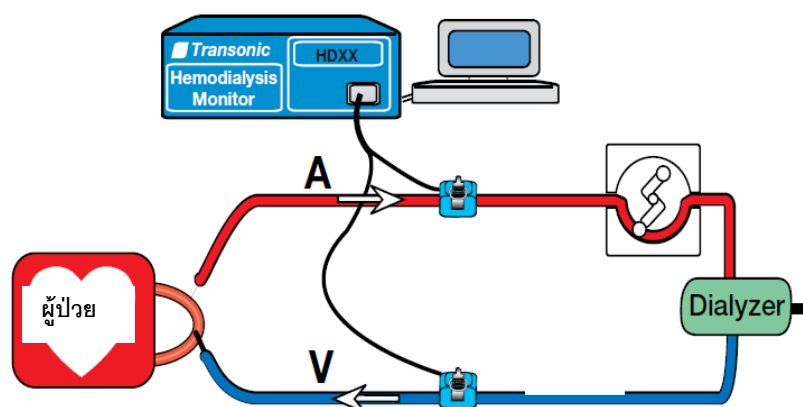 Transonic
HDXX
Hemodialysis
Monitor
A
ผู้ป่วย
Dialyzer
V